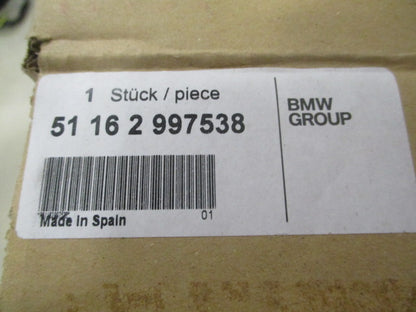 1 Stück / piece
51 16 2 997538
BMW
GROUP
01
Made in Spain